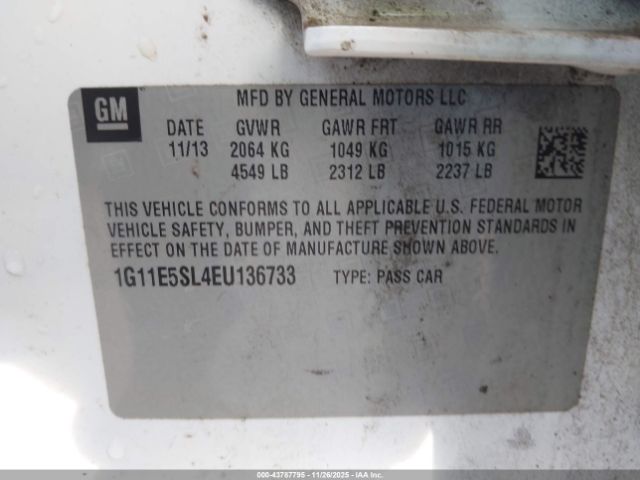 GM
MFD BY GENERAL MOTORS LLC
DATE GVWR GAWR FRT GAWR RR
11/13 2064 KG 1049 KG 1015 KG
4549 LB 2312 LB 2237 LB
THIS VEHICLE CONFORMS TO ALL APPLICABLE U.S. FEDERAL MOTOR
VEHICLE SAFETY, BUMPER, AND THEFT PREVENTION STANDARDS IN
EFFECT ON THE DATE OF MANUFACTURE SHOWN ABOVE.
1G11E5SL4EU136733 TYPE: PASS CAR
000-43787795 - 11/26/2025 - IAAI.COM